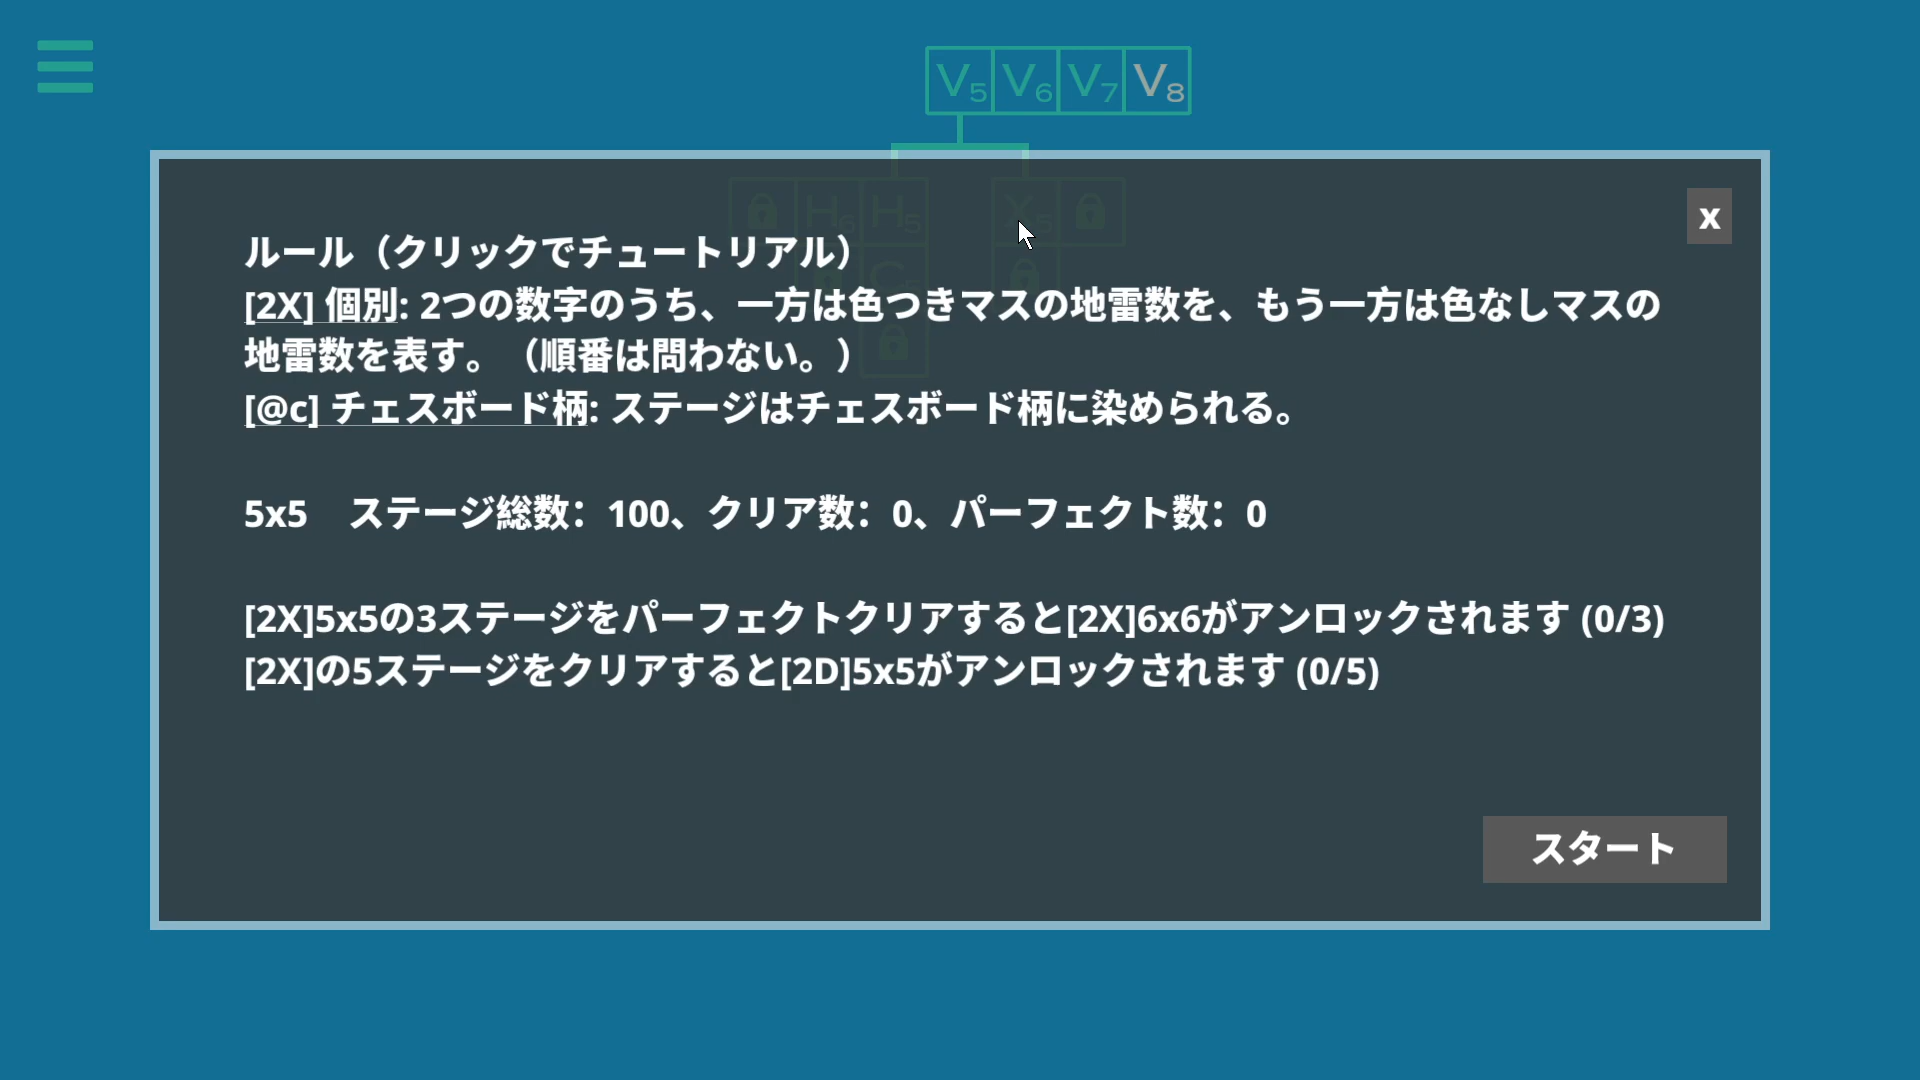 V5 V6 V7 V8
H6 H5 X5
x
ルール（クリックでチュートリアル）
[2X] 個別: 2つの数字のうち、一方は色つきマスの地雷数を、もう一方は色なしマスの
地雷数を表す。（順番は問わない。）
[@c] チェスボード柄: ステージはチェスボード柄に染められる。
5x5　ステージ総数：100、クリア数：0、パーフェクト数：0
[2X]5x5の3ステージをパーフェクトクリアすると[2X]6x6がアンロックされます (0/3)
[2X]の5ステージをクリアすると[2D]5x5がアンロックされます (0/5)
スタート